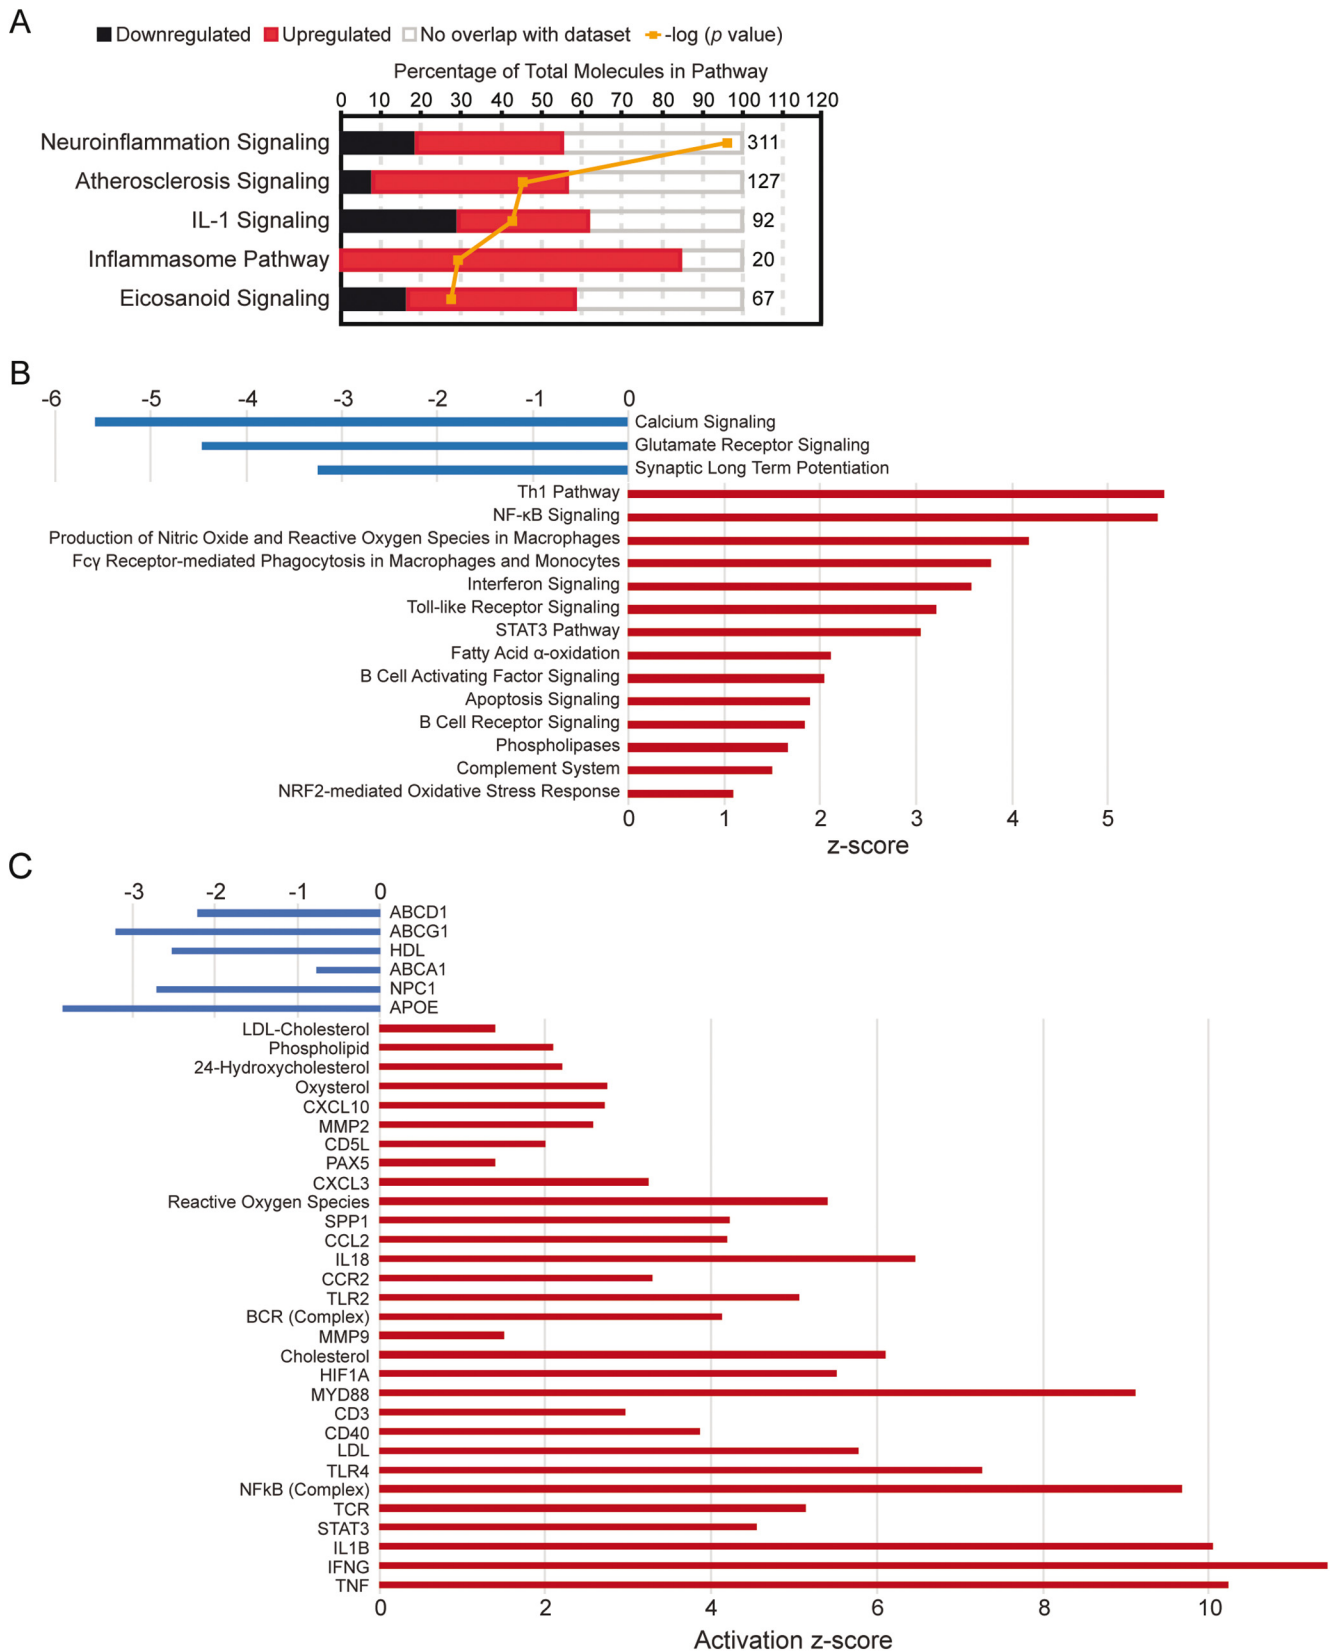 A
Downregulated Upregulated No overlap with dataset -log (p value)
Percentage of Total Molecules in Pathway
0 10 20 30 40 50 60 70 80 90 100 110 120
Neuroinflammation Signaling 311
Atherosclerosis Signaling 127
IL-1 Signaling 92
Inflammasome Pathway 20
Eicosanoid Signaling 67
B
-6 -5 -4 -3 -2 -1 0
Calcium Signaling
Glutamate Receptor Signaling
Synaptic Long Term Potentiation
Th1 Pathway
NF-κB Signaling
Production of Nitric Oxide and Reactive Oxygen Species in Macrophages
Fcγ Receptor-mediated Phagocytosis in Macrophages and Monocytes
Interferon Signaling
Toll-like Receptor Signaling
STAT3 Pathway
Fatty Acid α-oxidation
B Cell Activating Factor Signaling
Apoptosis Signaling
B Cell Receptor Signaling
Phospholipases
Complement System
NRF2-mediated Oxidative Stress Response
0 1 2 3 4 5
z-score
C
-3 -2 -1 0
ABCD1
ABCG1
HDL
ABCA1
NPC1
APOE
LDL-Cholesterol
Phospholipid
24-Hydroxycholesterol
Oxysterol
CXCL10
MMP2
CD5L
PAX5
CXCL3
Reactive Oxygen Species
SPP1
CCL2
IL18
CCR2
TLR2
BCR (Complex)
MMP9
Cholesterol
HIF1A
MYD88
CD3
CD40
LDL
TLR4
NFkB (Complex)
TCR
STAT3
IL1B
IFNG
TNF
0 2 4 6 8 10
Activation z-score